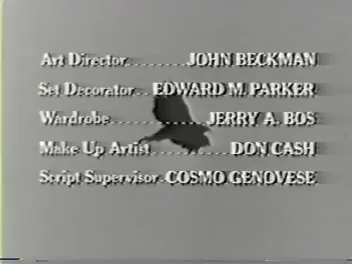 Art Director........JOHN BECKMAN
Set Decorator..EDWARD M. PARKER
Wardrobe............JERRY A. BOS
Make Up Artist..........DON CASH
Script Supervisor.COSMO GENOVESE